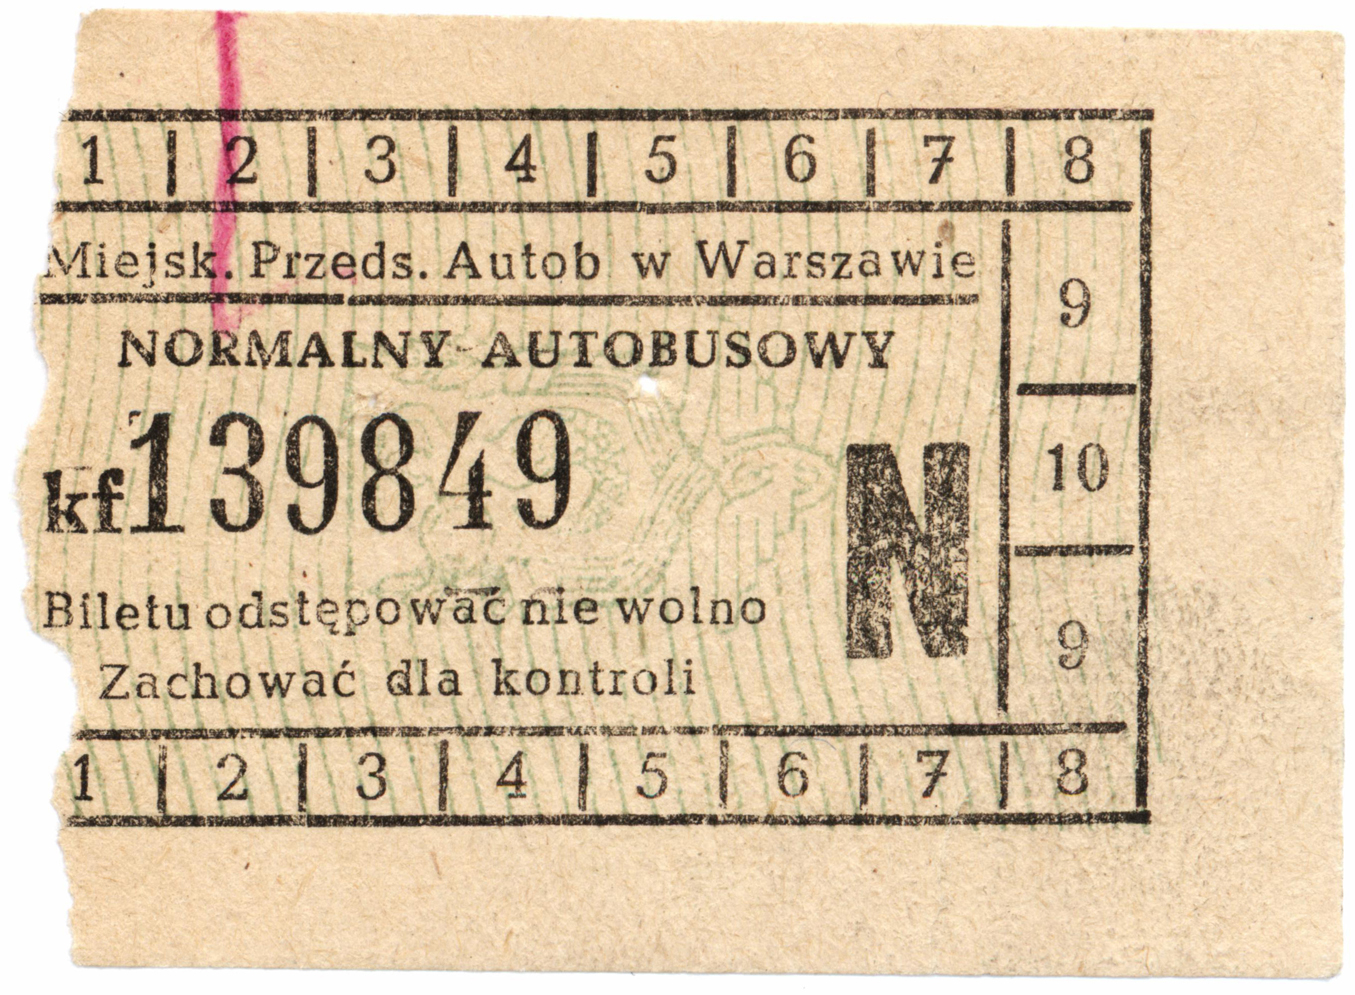 1 | 2 | 3 | 4 | 5 | 6 | 7 | 8
Miejsk. Przeds. Autob w Warszawie
9
NORMALNY AUTOBUSOWY
kf139849
N
10
Biletu odstępować nie wolno
9
Zachować dla kontroli
1 | 2 | 3 | 4 | 5 | 6 | 7 | 8